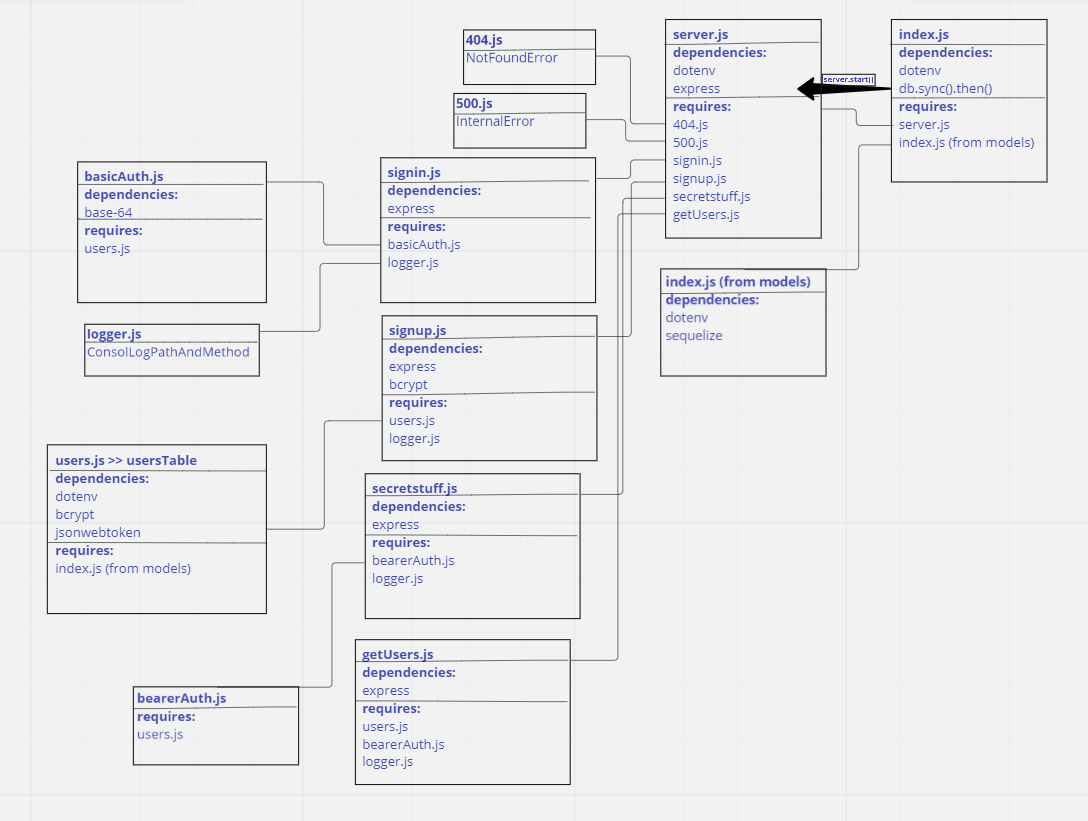 404.js
NotFoundError
500.js
InternalError
server.js
dependencies:
dotenv
express
requires:
404.js
500.js
signin.js
signup.js
secretstuff.js
getUsers.js
server.start()
index.js
dependencies:
dotenv
db.sync().then()
requires:
server.js
index.js (from models)
basicAuth.js
dependencies:
base-64
requires:
users.js
signin.js
dependencies:
express
requires:
basicAuth.js
logger.js
index.js (from models)
dependencies:
dotenv
sequelize
logger.js
ConsolLogPathAndMethod
signup.js
dependencies:
express
bcrypt
requires:
users.js
logger.js
users.js >> usersTable
dependencies:
dotenv
bcrypt
jsonwebtoken
requires:
index.js (from models)
secretstuff.js
dependencies:
express
requires:
bearerAuth.js
logger.js
bearerAuth.js
requires:
users.js
getUsers.js
dependencies:
express
requires:
users.js
bearerAuth.js
logger.js